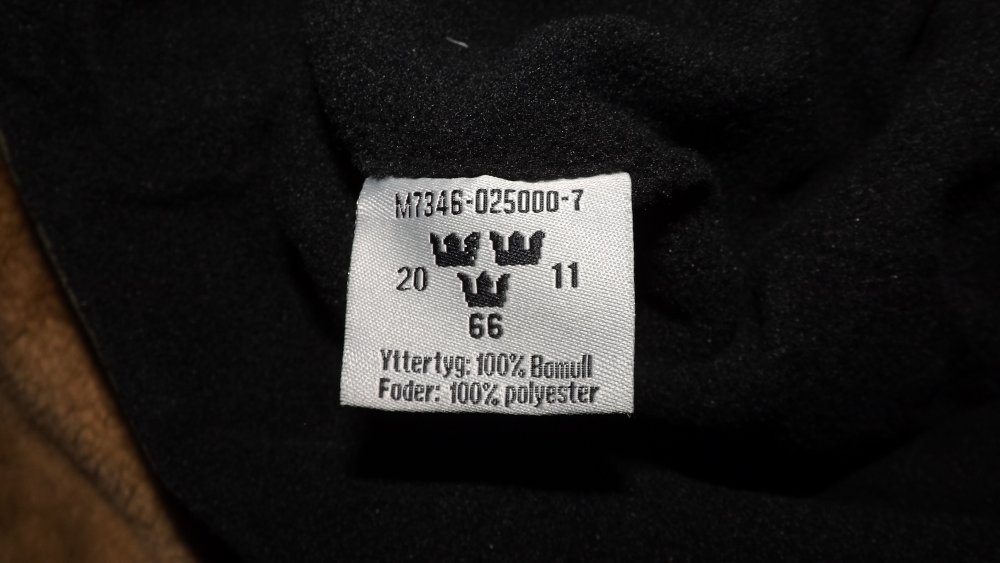 M7346-025000-7
20 11
66
Yttertyg: 100% Bomull
Foder: 100% polyester